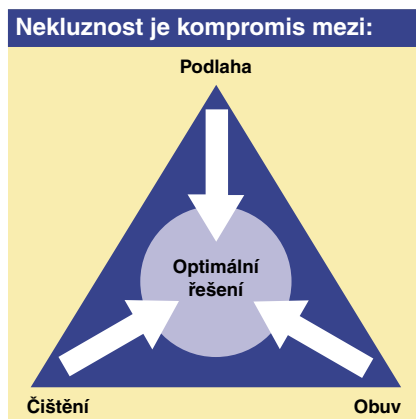 Nekluznost je kompromis mezi:
Podlaha
Optimální
řešení
Čištění
Obuv